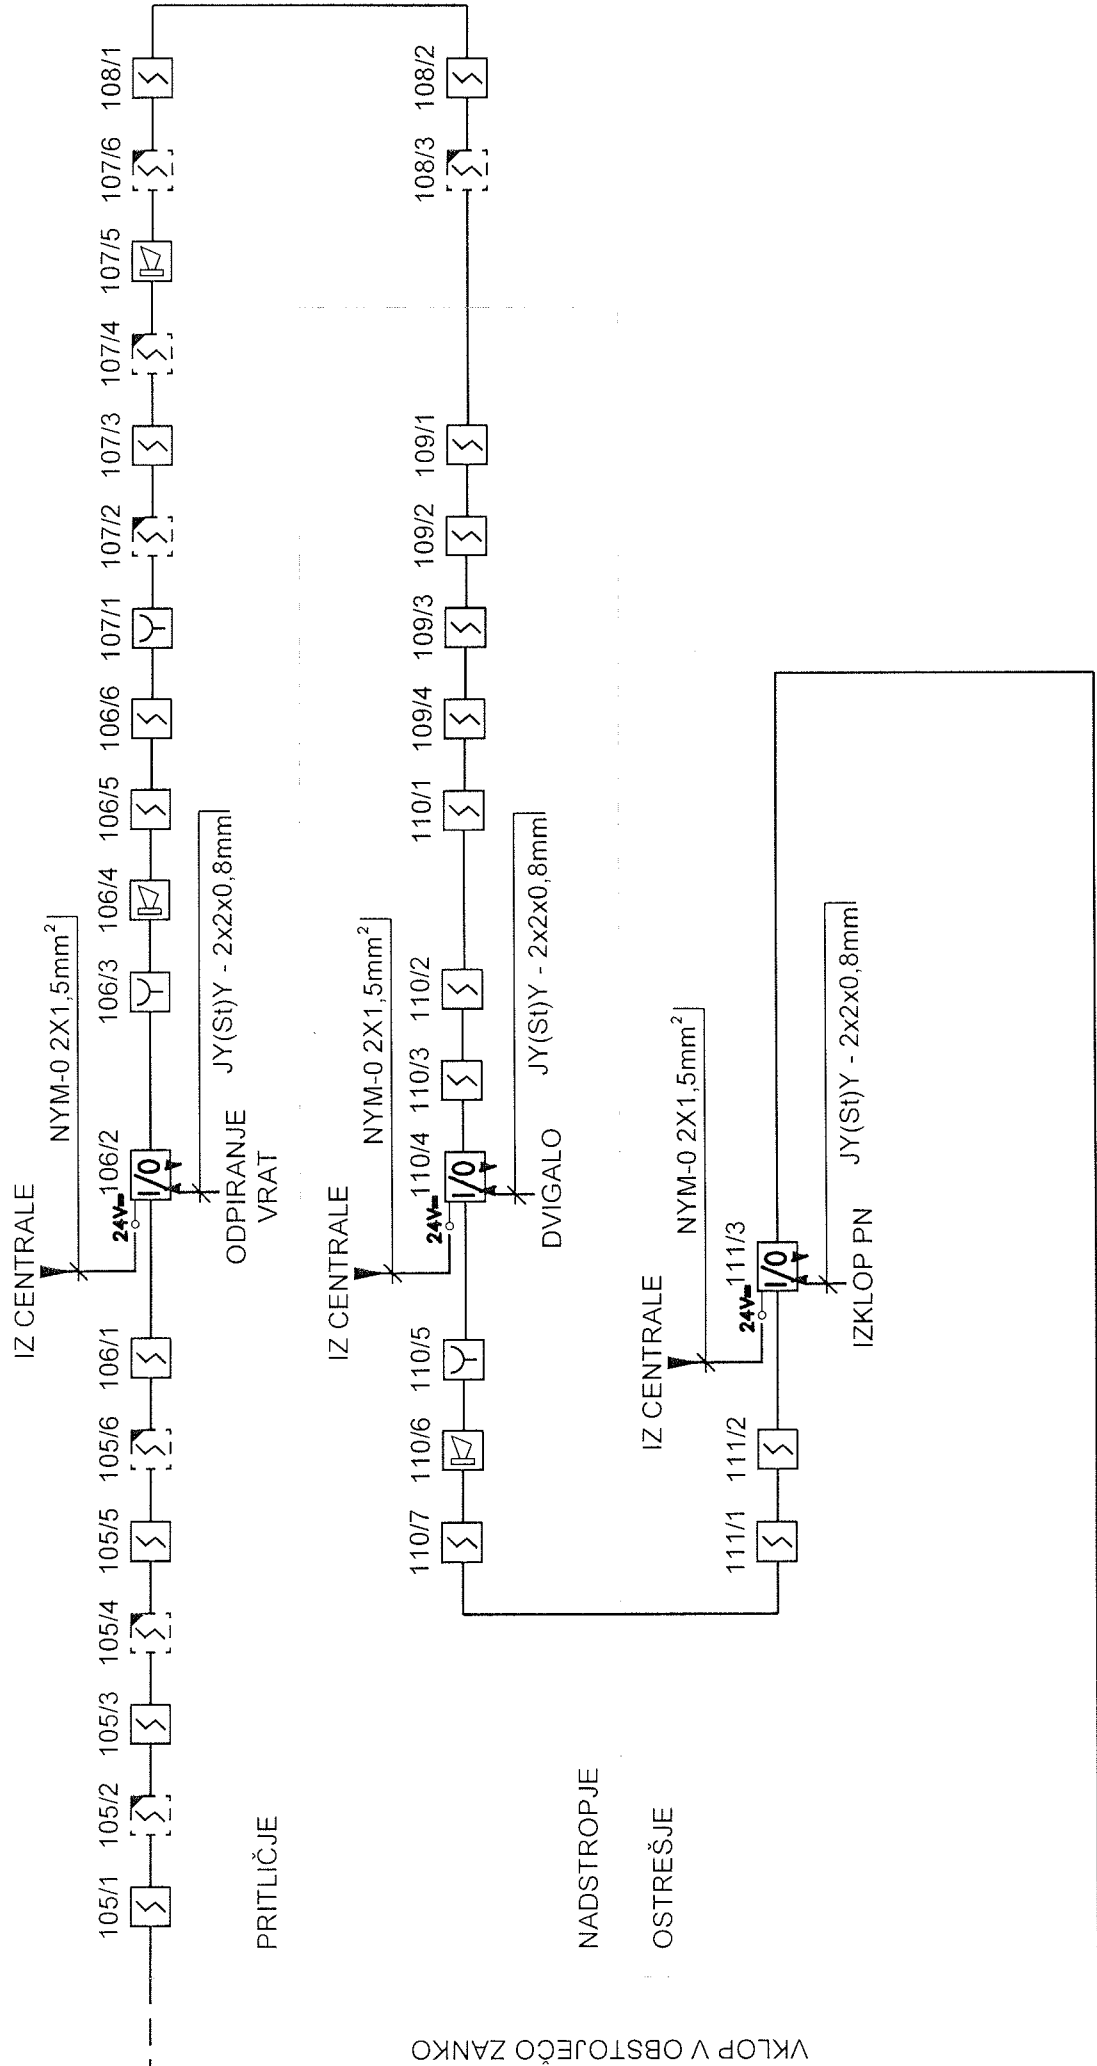 105/1
105/2
105/3
105/4
105/5
105/6
106/1
106/2
106/3
106/4
106/5
106/6
107/1
107/2
107/3
107/4
107/5
107/6
108/1
IZ CENTRALE
NYM-0 2X1,5mm²
24V=
I/O
JY(St)Y - 2x2x0,8mm
ODPIRANJE
VRAT
PRITLIČJE
110/7
110/6
110/5
110/4
110/3
110/2
110/1
109/4
109/3
109/2
109/1
108/3
108/2
IZ CENTRALE
NYM-0 2X1,5mm²
24V=
I/O
JY(St)Y - 2x2x0,8mm
DVIGALO
NADSTROPJE
OSTREŠJE
111/1
111/2
111/3
IZ CENTRALE
NYM-0 2X1,5mm²
24V=
I/O
JY(St)Y - 2x2x0,8mm
IZKLOP PN
VKLOP V OBSTOJEČO ZANKO